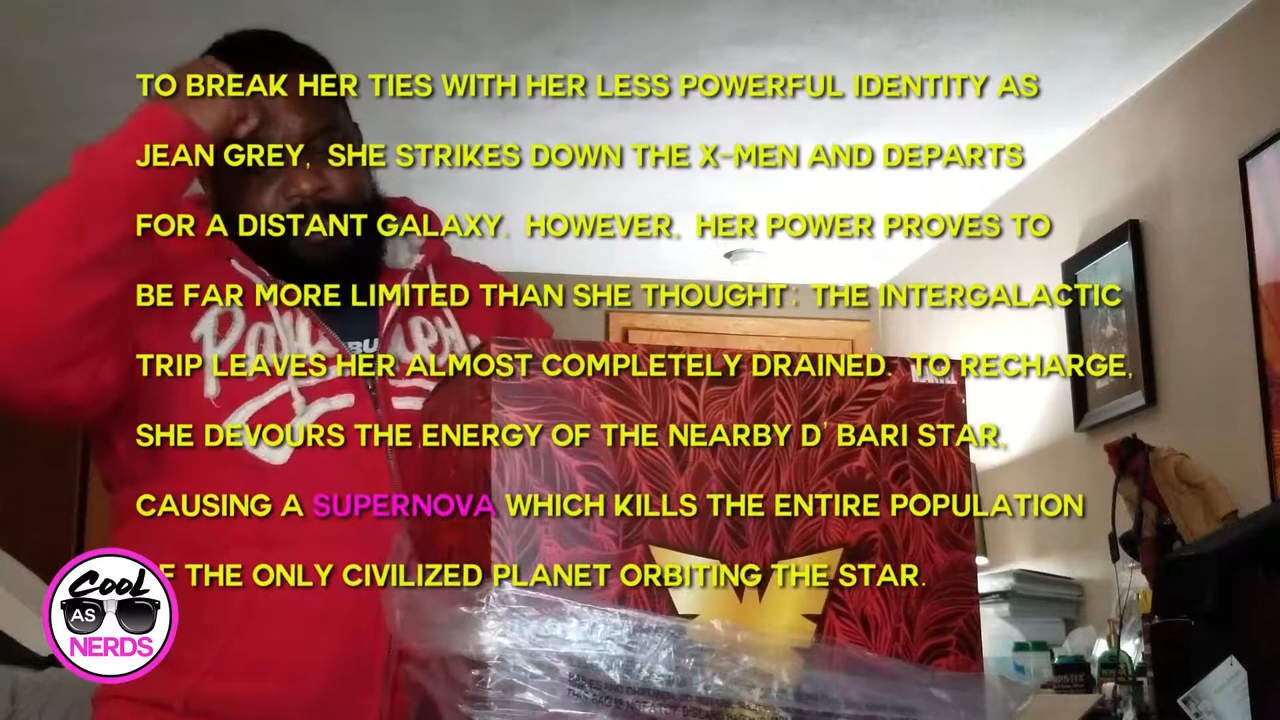 TO BREAK HER TIES WITH HER LESS POWERFUL IDENTITY AS
JEAN GREY, SHE STRIKES DOWN THE X-MEN AND DEPARTS
FOR A DISTANT GALAXY. HOWEVER, HER POWER PROVES TO
BE FAR MORE LIMITED THAN SHE THOUGHT: THE INTERGALACTIC
TRIP LEAVES HER ALMOST COMPLETELY DRAINED. TO RECHARGE,
SHE DEVOURS THE ENERGY OF THE NEARBY D'BARI STAR,
CAUSING A SUPERNOVA WHICH KILLS THE ENTIRE POPULATION
THE ONLY CIVILIZED PLANET ORBITING THE STAR.
COOL
AS
NERDS